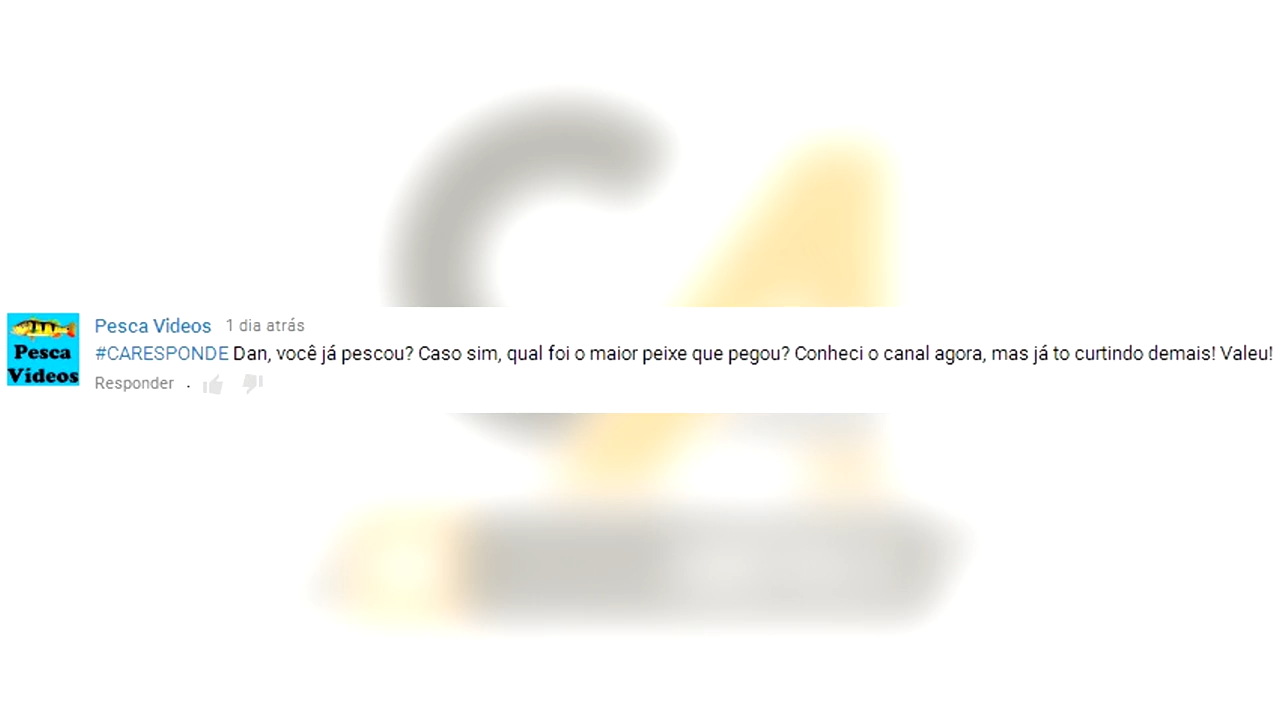 Pesca
Vídeos
Pesca Videos 1 dia atrás
#CARESPONDE Dan, você já pescou? Caso sim, qual foi o maior peixe que pegou? Conheci o canal agora, mas já to curtindo demais! Valeu!
Responder .